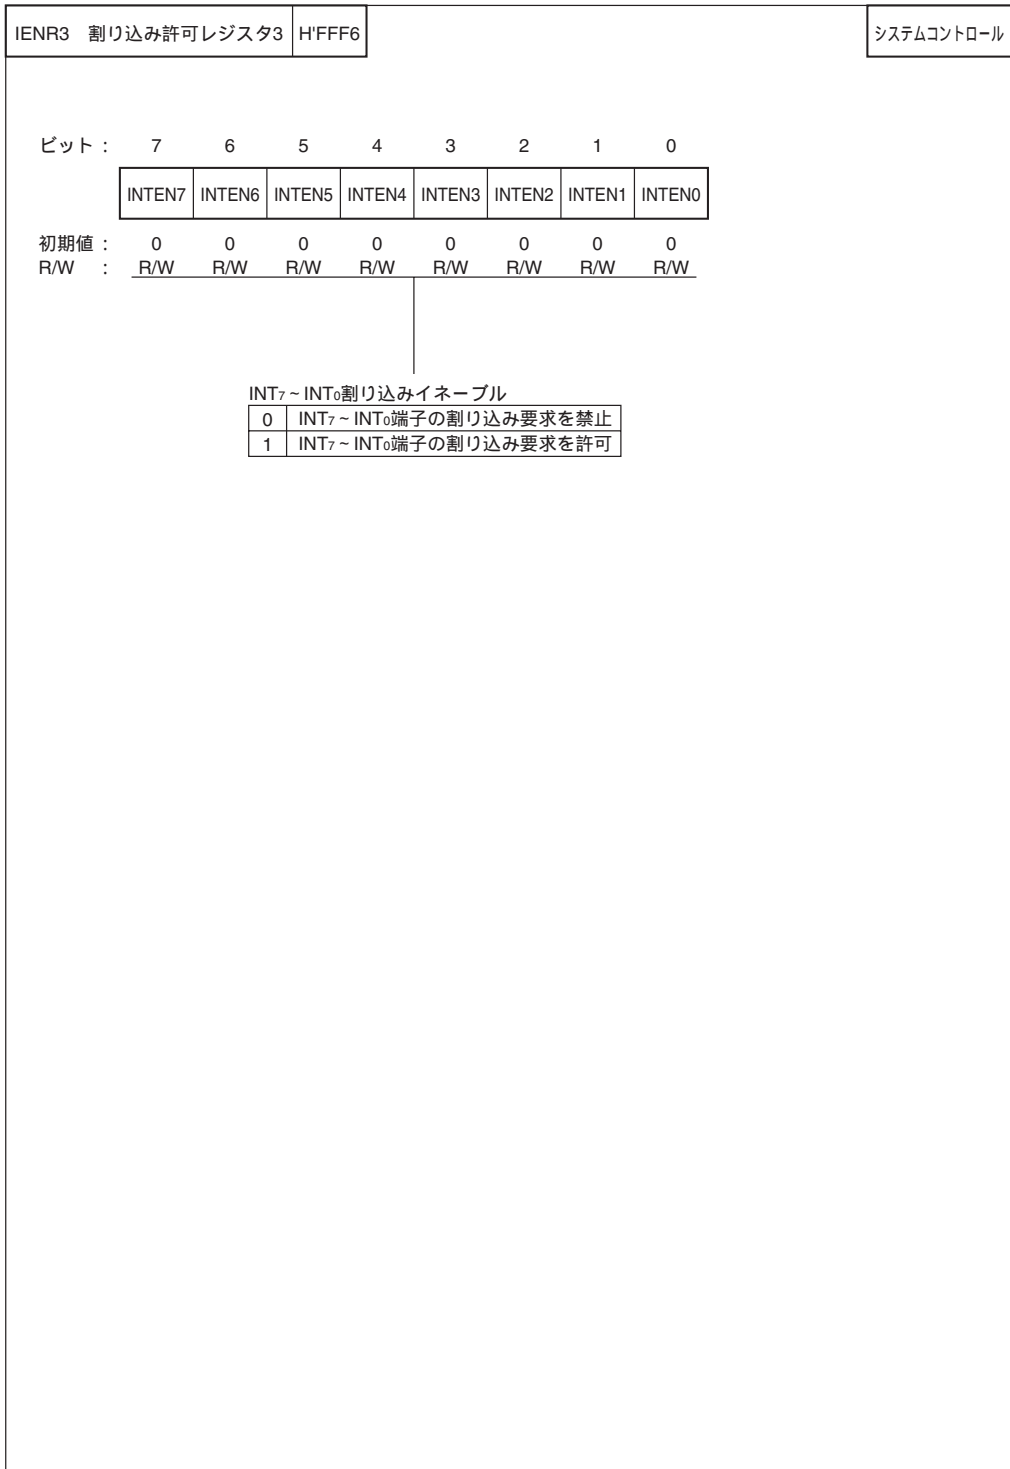 IENR3　割り込み許可レジスタ3 H'FFF6 システムコントロール
ビット : 7 6 5 4 3 2 1 0
INTEN7 INTEN6 INTEN5 INTEN4 INTEN3 INTEN2 INTEN1 INTEN0
初期値 : 0 0 0 0 0 0 0 0
R/W : R/W R/W R/W R/W R/W R/W R/W R/W
INT7～INT0割り込みイネーブル
0 INT7～INT0端子の割り込み要求を禁止
1 INT7～INT0端子の割り込み要求を許可